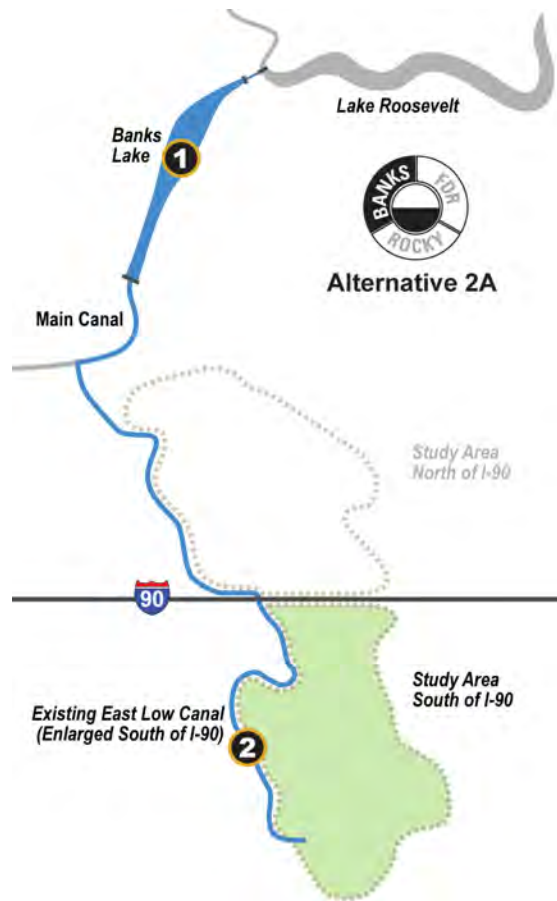 Lake Roosevelt
Banks
Lake
1
BANKS
FDR
ROCKY
Alternative 2A
Main Canal
Study Area
North of I-90
90
Study Area
South of I-90
Existing East Low Canal
(Enlarged South of I-90)
2